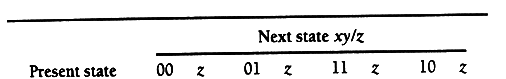 Next state xy/z
Present state 00 z 01 z 11 z 10 z